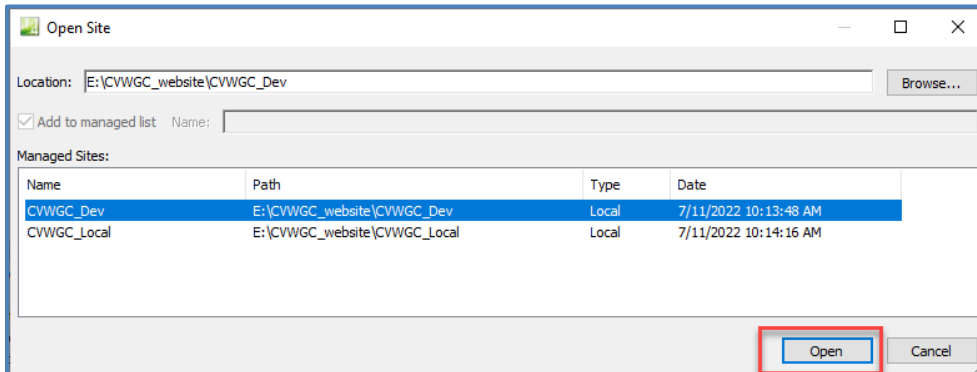 Open Site
Location: E:\CVWGC_website\CVWGC_Dev Browse...
Add to managed list Name:
Managed Sites:
Name Path Type Date
CVWGC_Dev E:\CVWGC_website\CVWGC_Dev Local 7/11/2022 10:13:48 AM
CVWGC_Local E:\CVWGC_website\CVWGC_Local Local 7/11/2022 10:14:16 AM
Open Cancel